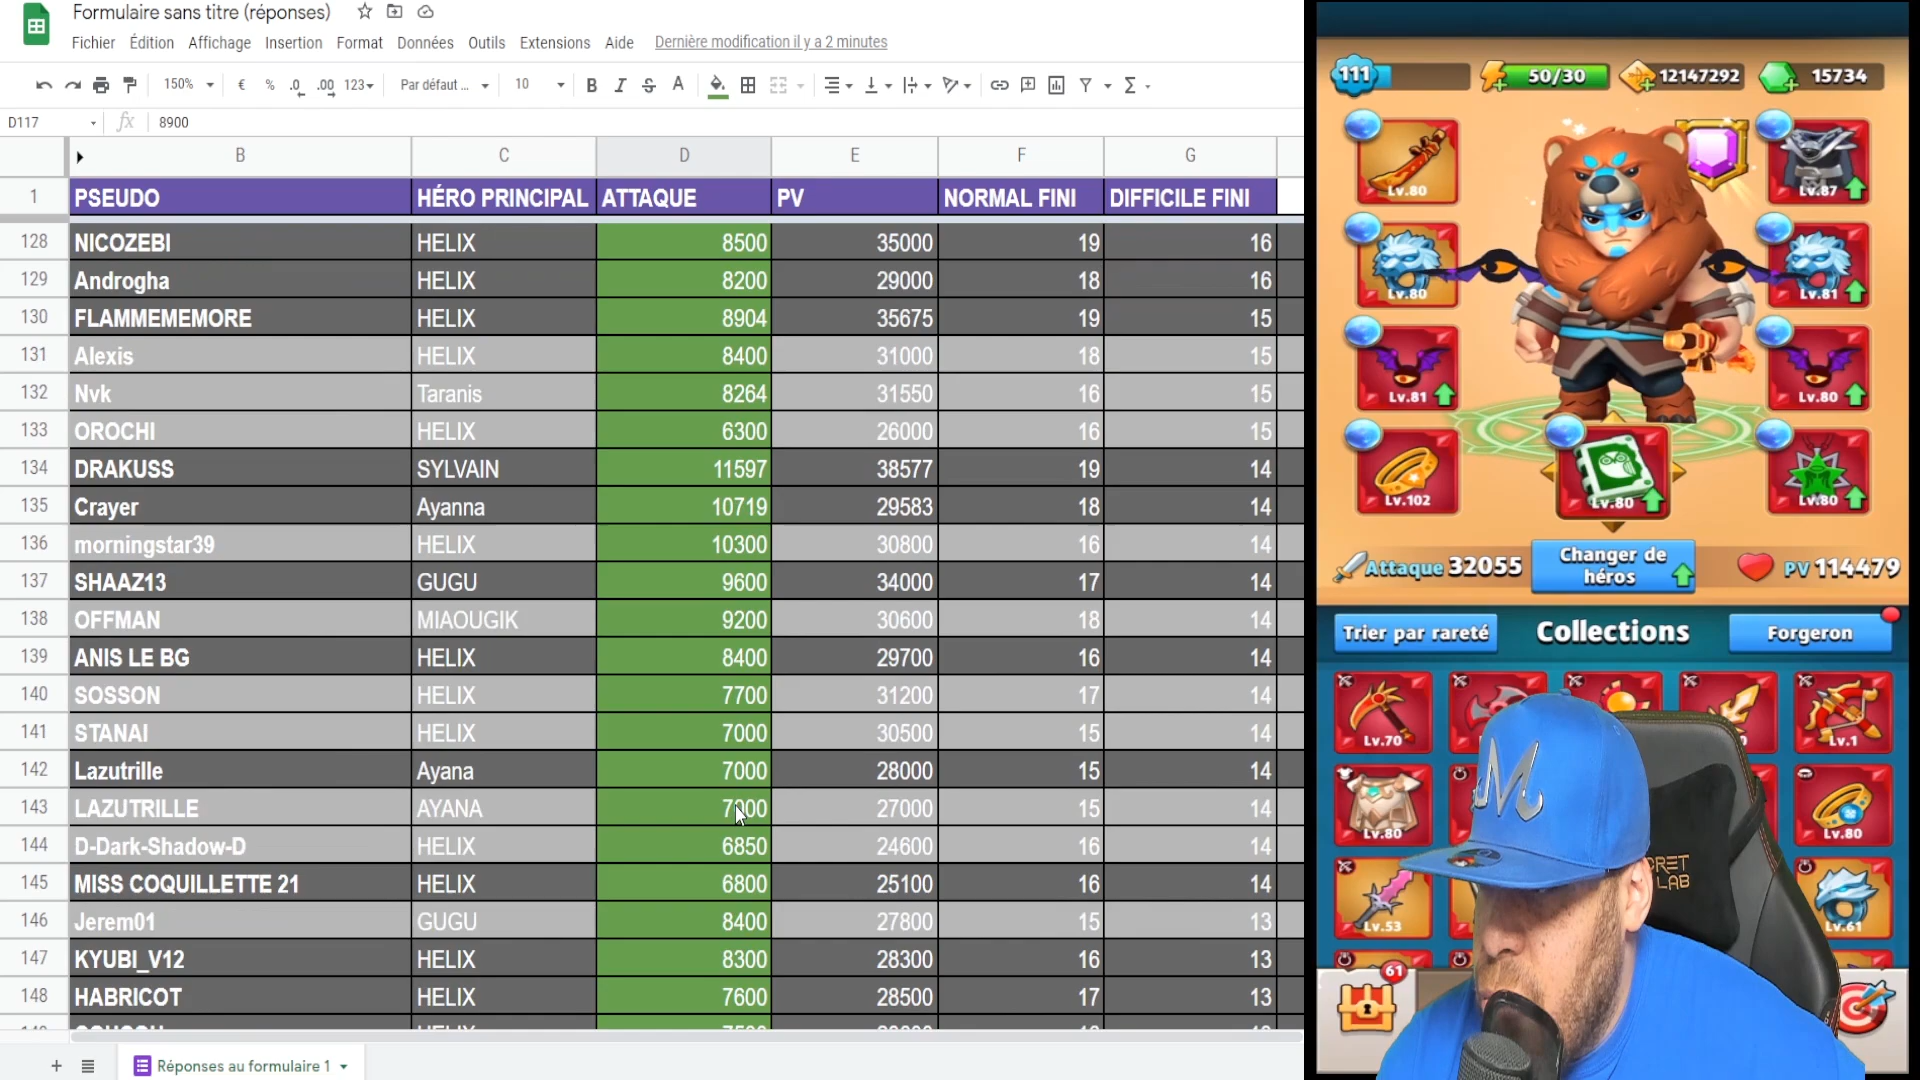 Formulaire sans titre (réponses)
Fichier Édition Affichage Insertion Format Données Outils Extensions Aide Dernière modification il y a 2 minutes
150% € % .0 .00 123 Par défaut ... 10 B I S A Σ
D117 fx 8900
B C D E F G
1 PSEUDO HÉRO PRINCIPAL ATTAQUE PV NORMAL FINI DIFFICILE FINI
128 NICOZEBI HELIX 8500 35000 19 16
129 Androgha HELIX 8200 29000 18 16
130 FLAMMEMEMORE HELIX 8904 35675 19 15
131 Alexis HELIX 8400 31000 18 15
132 Nvk Taranis 8264 31550 16 15
133 OROCHI HELIX 6300 26000 16 15
134 DRAKUSS SYLVAIN 11597 38577 19 14
135 Crayer Ayanna 10719 29583 18 14
136 morningstar39 HELIX 10300 30800 16 14
137 SHAAZ13 GUGU 9600 34000 17 14
138 OFFMAN MIAOUGIK 9200 30600 18 14
139 ANIS LE BG HELIX 8400 29700 16 14
140 SOSSON HELIX 7700 31200 17 14
141 STANAI HELIX 7000 30500 15 14
142 Lazutrille Ayana 7000 28000 15 14
143 LAZUTRILLE AYANA 7000 27000 15 14
144 D-Dark-Shadow-D HELIX 6850 24600 16 14
145 MISS COQUILLETTE 21 HELIX 6800 25100 16 14
146 Jerem01 GUGU 8400 27800 15 13
147 KYUBI_V12 HELIX 8300 28300 16 13
148 HABRICOT HELIX 7600 28500 17 13
Réponses au formulaire 1
111 50/30 12147292 15734
Lv.80 Lv.87
Lv.80 Lv.81
Lv.81 Lv.80
Lv.102 Lv.80 Lv.80
Attaque 32055 Changer de héros PV 114479
Trier par rareté Collections Forgeron
Lv.70 Lv.1
Lv.80 Lv.80
Lv.53 Lv.61
61
M
CRET
LAB